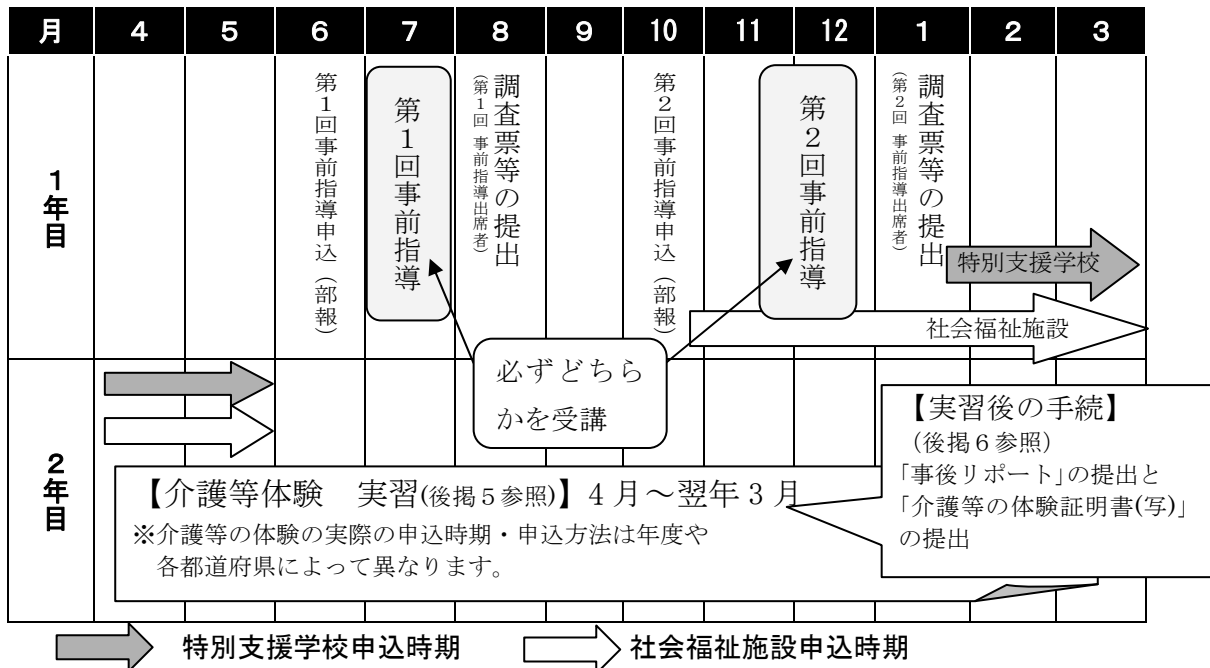 月 4 5 6 7 8 9 10 11 12 1 2 3
1年目
第1回事前指導申込（部報）
第1回事前指導
調査票等の提出
（第1回 事前指導出席者）
第2回事前指導申込（部報）
第2回事前指導
調査票等の提出
（第2回 事前指導出席者）
特別支援学校
社会福祉施設
必ずどちら
かを受講
2年目
【介護等体験　実習(後掲5参照)】4月～翌年3月
※介護等の体験の実際の申込時期・申込方法は年度や
各都道府県によって異なります。
【実習後の手続】
（後掲6参照）
「事後リポート」の提出と
「介護等の体験証明書(写)」
の提出
特別支援学校申込時期 社会福祉施設申込時期